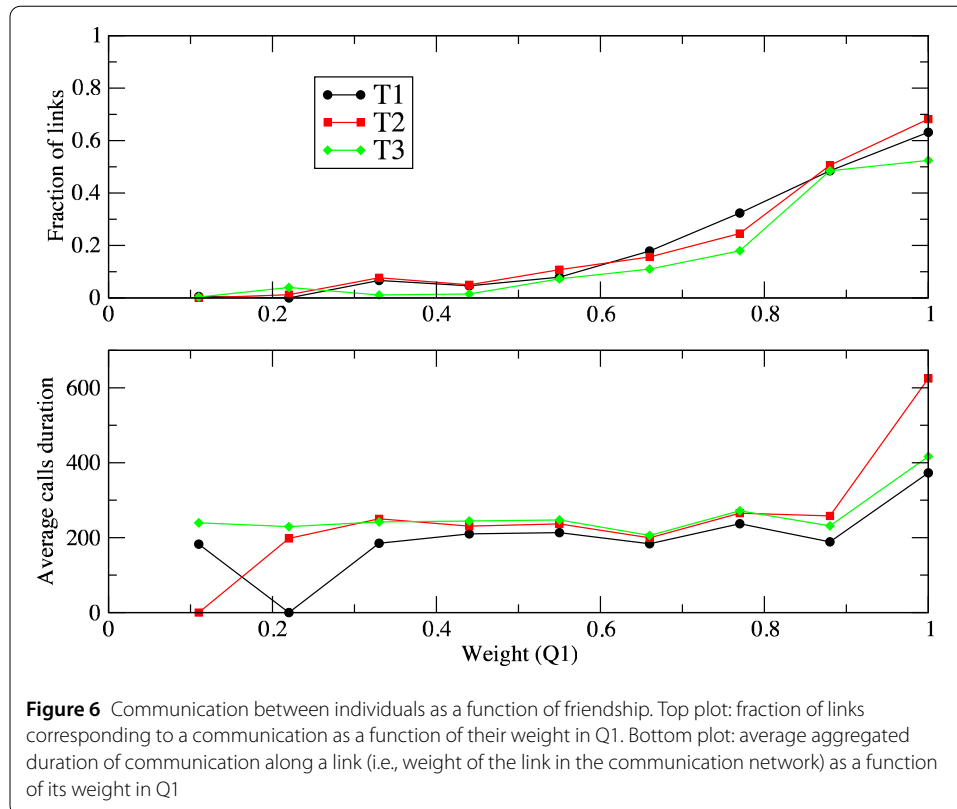 1
0.8
0.6
0.4
0.2
0
Fraction of links
T1
T2
T3
0 0.2 0.4 0.6 0.8 1
600
400
200
0
Average calls duration
0 0.2 0.4 0.6 0.8 1
Weight (Q1)
Figure 6 Communication between individuals as a function of friendship. Top plot: fraction of links
corresponding to a communication as a function of their weight in Q1. Bottom plot: average aggregated
duration of communication along a link (i.e., weight of the link in the communication network) as a function
of its weight in Q1